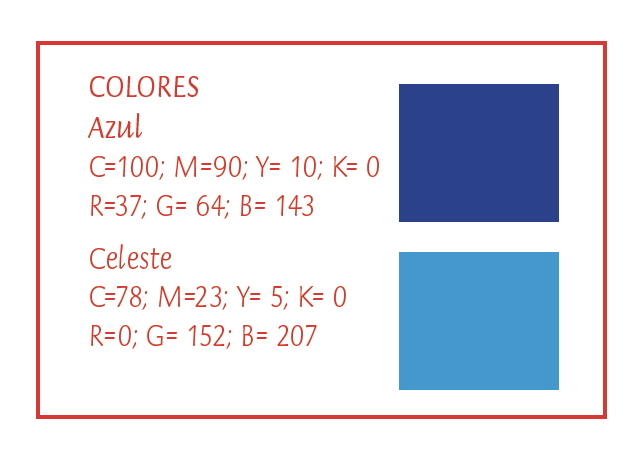 COLORES
Azul
C=100; M=90; Y= 10; K= 0
R=37; G= 64; B= 143
Celeste
C=78; M=23; Y= 5; K= 0
R=0; G= 152; B= 207